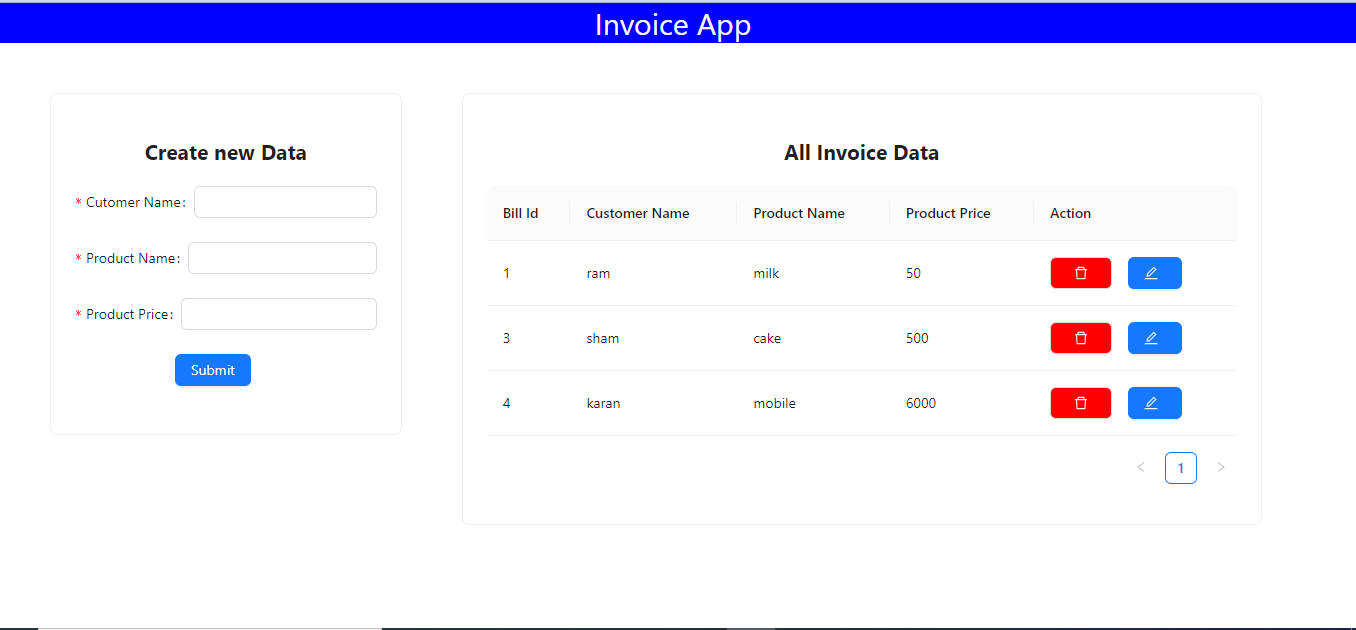 Invoice App
Create new Data
* Cutomer Name:
* Product Name:
* Product Price:
Submit
All Invoice Data
Bill Id Customer Name Product Name Product Price Action
1 ram milk 50
3 sham cake 500
4 karan mobile 6000
< 1 >